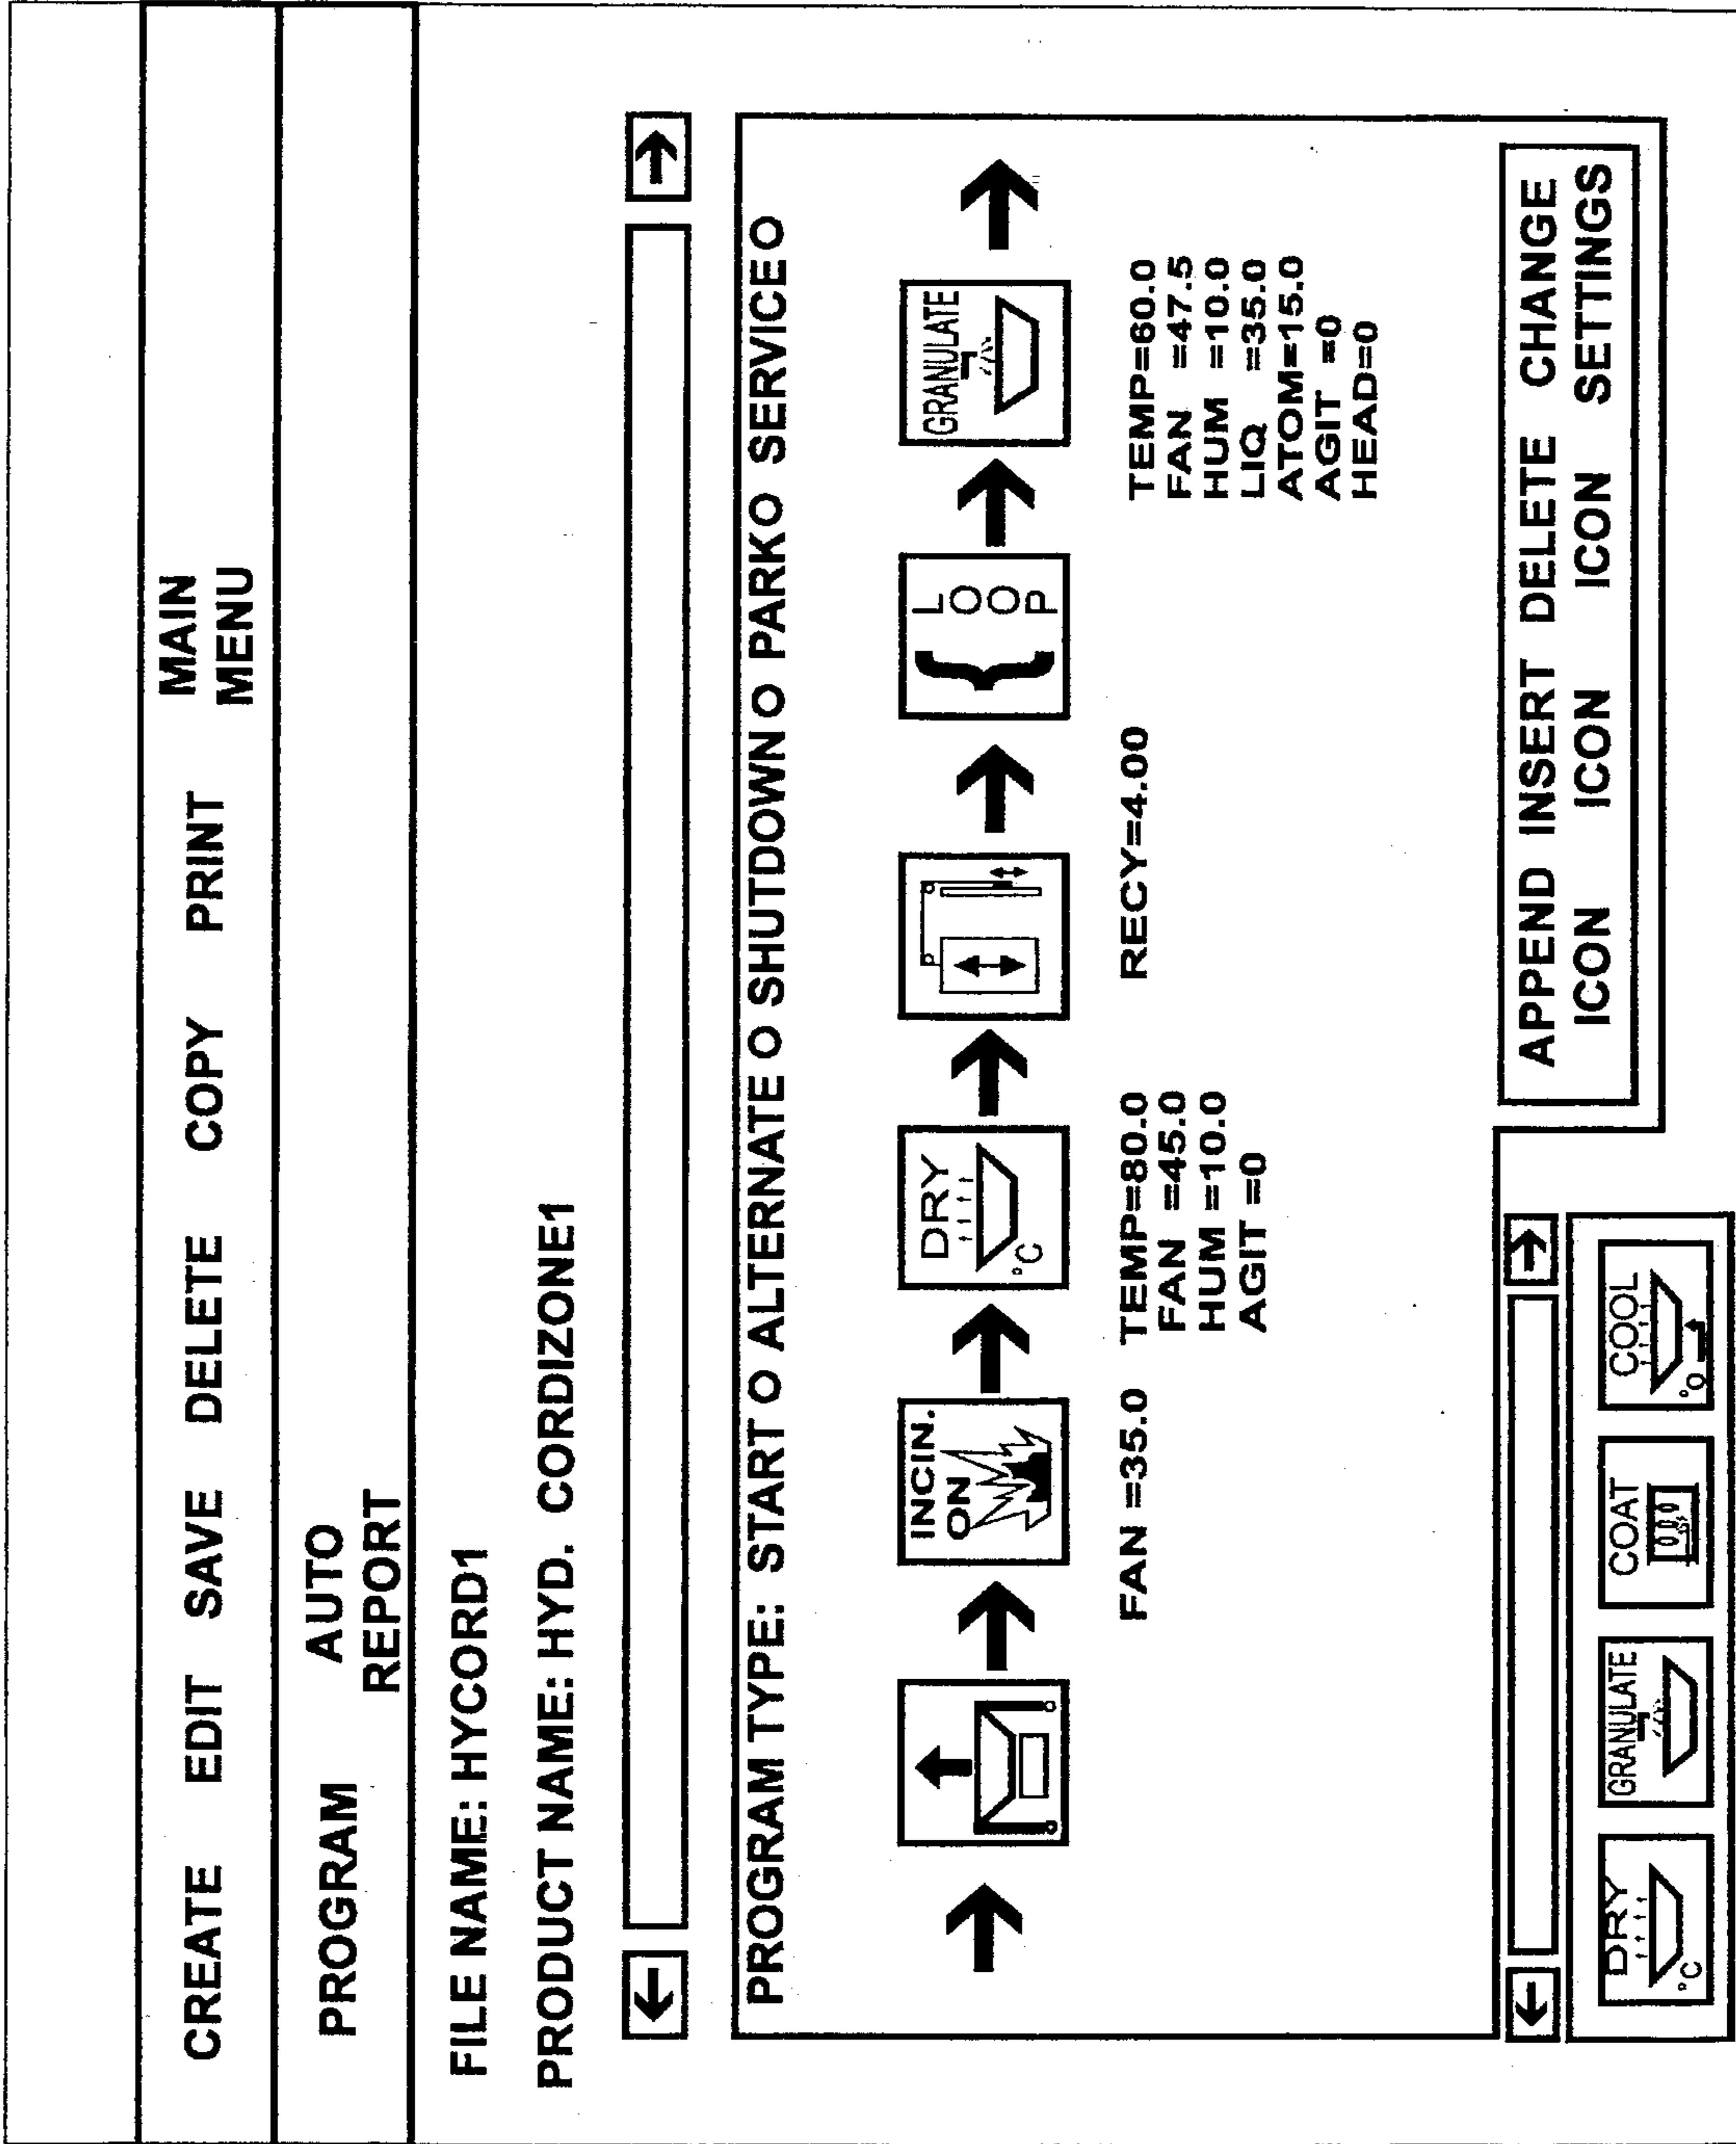 CREATE EDIT SAVE DELETE COPY PRINT MAIN MENU
PROGRAM AUTO REPORT
FILE NAME: HYCORD1
PRODUCT NAME: HYD. CORDIZONE1
PROGRAM TYPE: START O ALTERNATE O SHUTDOWN O PARKO SERVICE O
INCIN.
ON
DRY
°C
LOOP
GRANULATE
FAN =35.0
TEMP=80.0
FAN =45.0
HUM =10.0
AGIT =0
RECY=4.00
TEMP=60.0
FAN =47.5
HUM =10.0
LIQ =35.0
ATOM=15.0
AGIT =0
HEAD=0
APPEND INSERT DELETE CHANGE
ICON ICON ICON SETTINGS
DRY
°C
GRANULATE
COAT
COOL